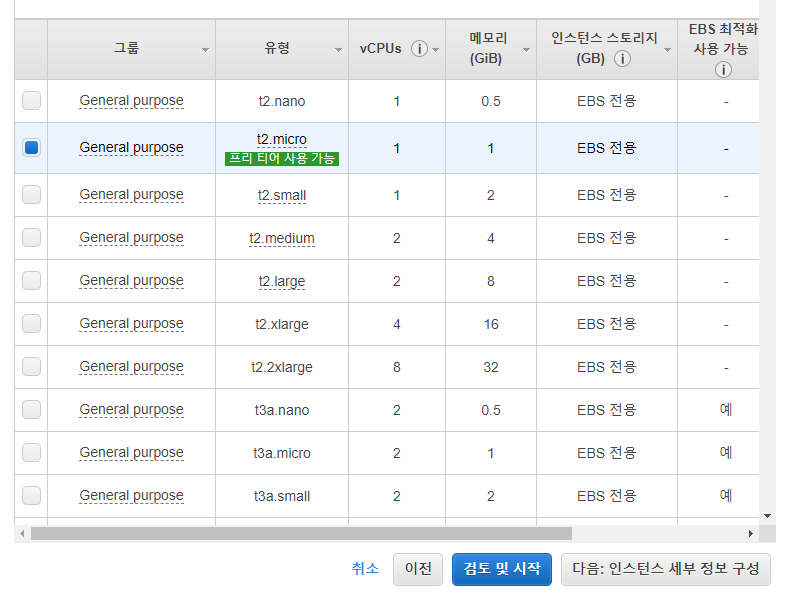 그룹 유형 vCPUs 메모리 (GiB) 인스턴스 스토리지 (GB) EBS 최적화 사용 가능
General purpose t2.nano 1 0.5 EBS 전용 -
General purpose t2.micro 프리 티어 사용 가능 1 1 EBS 전용 -
General purpose t2.small 1 2 EBS 전용 -
General purpose t2.medium 2 4 EBS 전용 -
General purpose t2.large 2 8 EBS 전용 -
General purpose t2.xlarge 4 16 EBS 전용 -
General purpose t2.2xlarge 8 32 EBS 전용 -
General purpose t3a.nano 2 0.5 EBS 전용 예
General purpose t3a.micro 2 1 EBS 전용 예
General purpose t3a.small 2 2 EBS 전용 예
취소 이전 검토 및 시작 다음: 인스턴스 세부 정보 구성